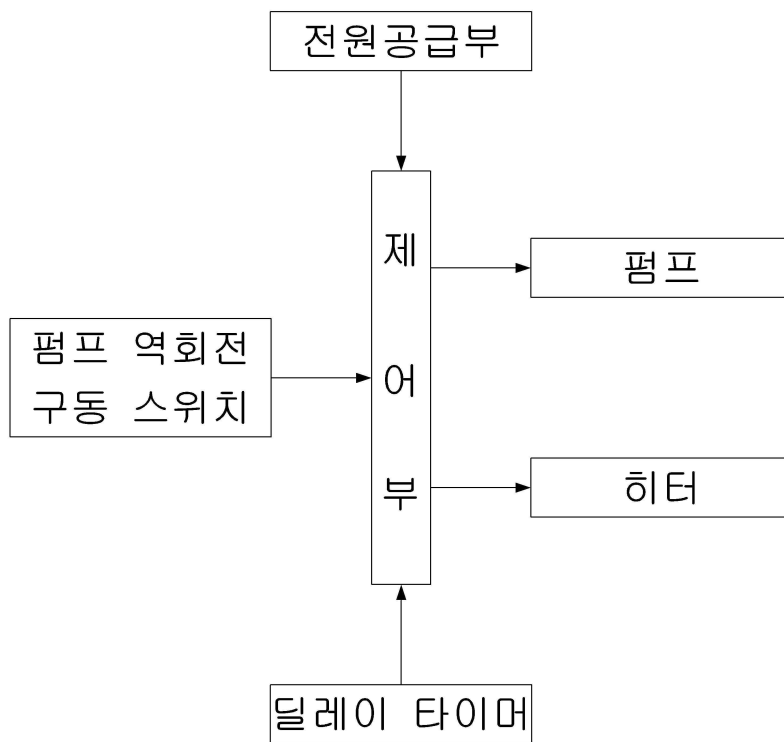 전원공급부
제
어
부
펌프
펌프 역회전
구동 스위치
히터
딜레이 타이머